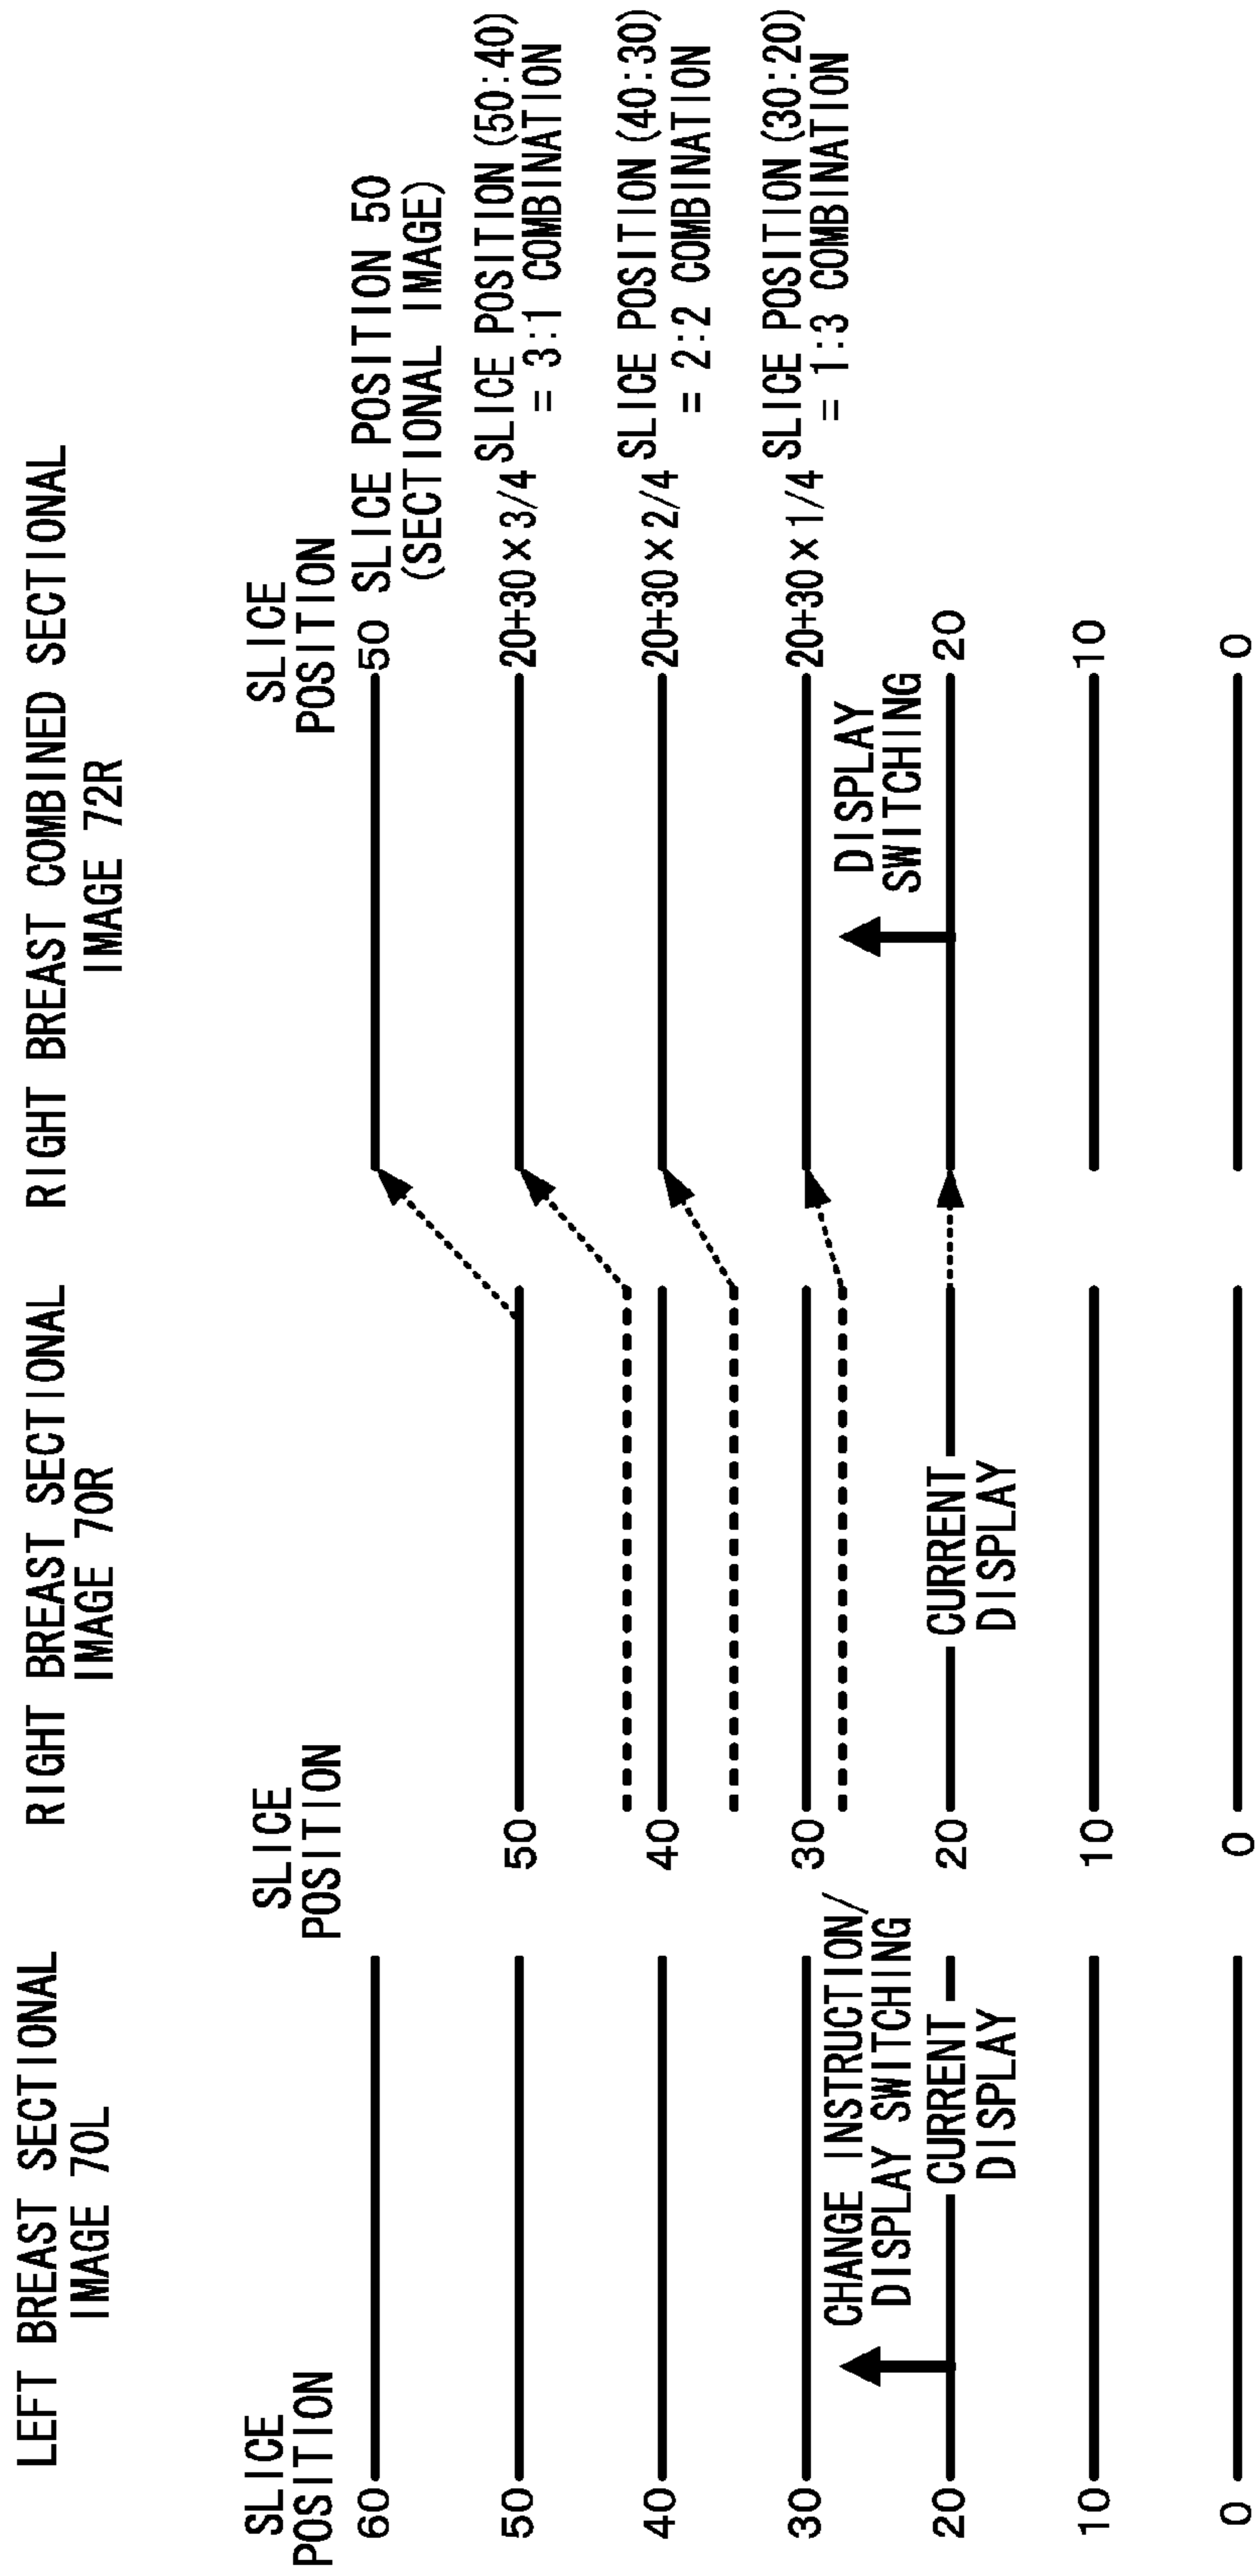 LEFT BREAST SECTIONAL
IMAGE 70L
RIGHT BREAST SECTIONAL
IMAGE 70R
RIGHT BREAST COMBINED SECTIONAL
IMAGE 72R
SLICE
POSITION
60
50
40
30
20
10
0
CHANGE INSTRUCTION/
DISPLAY SWITCHING
CURRENT
DISPLAY
SLICE
POSITION
50
40
30
20
10
0
CURRENT
DISPLAY
SLICE
POSITION
50 SLICE POSITION 50
(SECTIONAL IMAGE)
20+30×3/4 SLICE POSITION(50:40)
= 3:1 COMBINATION
20+30×2/4 SLICE POSITION(40:30)
= 2:2 COMBINATION
20+30×1/4 SLICE POSITION(30:20)
= 1:3 COMBINATION
DISPLAY
SWITCHING
20
10
0